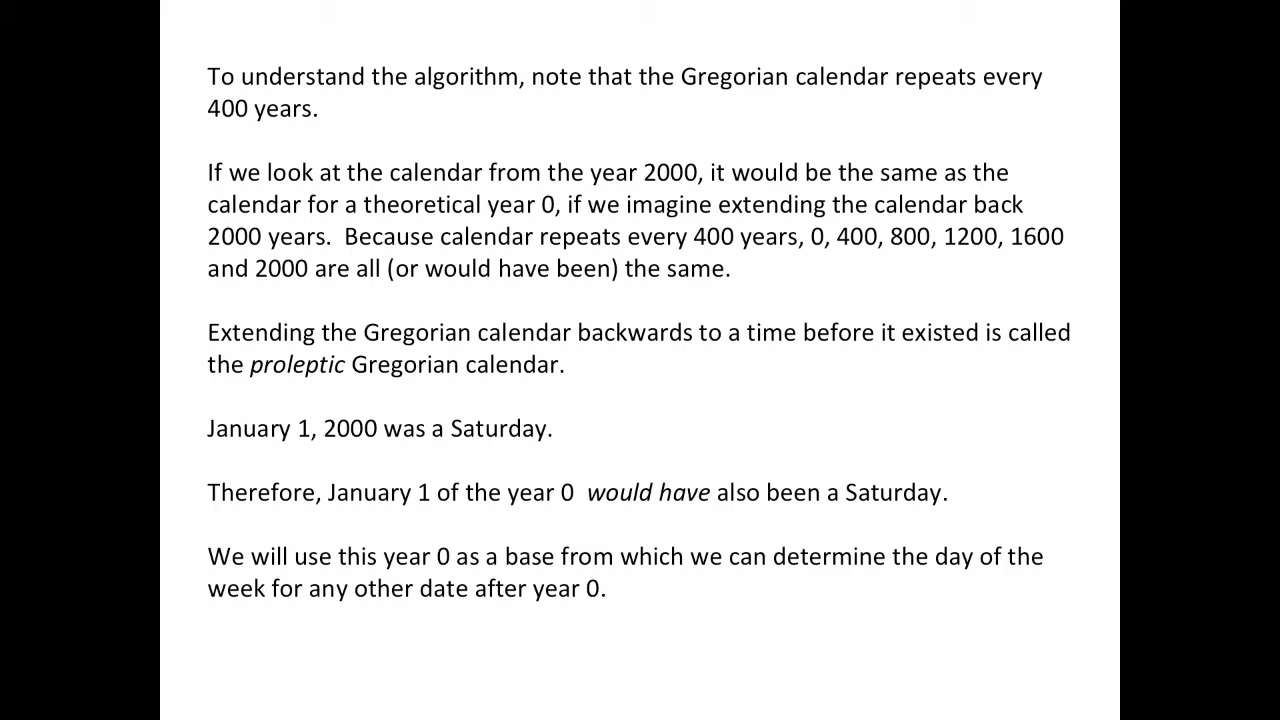 To understand the algorithm, note that the Gregorian calendar repeats every
400 years.
If we look at the calendar from the year 2000, it would be the same as the
calendar for a theoretical year 0, if we imagine extending the calendar back
2000 years.  Because calendar repeats every 400 years, 0, 400, 800, 1200, 1600
and 2000 are all (or would have been) the same.
Extending the Gregorian calendar backwards to a time before it existed is called
the proleptic Gregorian calendar.
January 1, 2000 was a Saturday.
Therefore, January 1 of the year 0  would have also been a Saturday.
We will use this year 0 as a base from which we can determine the day of the
week for any other date after year 0.